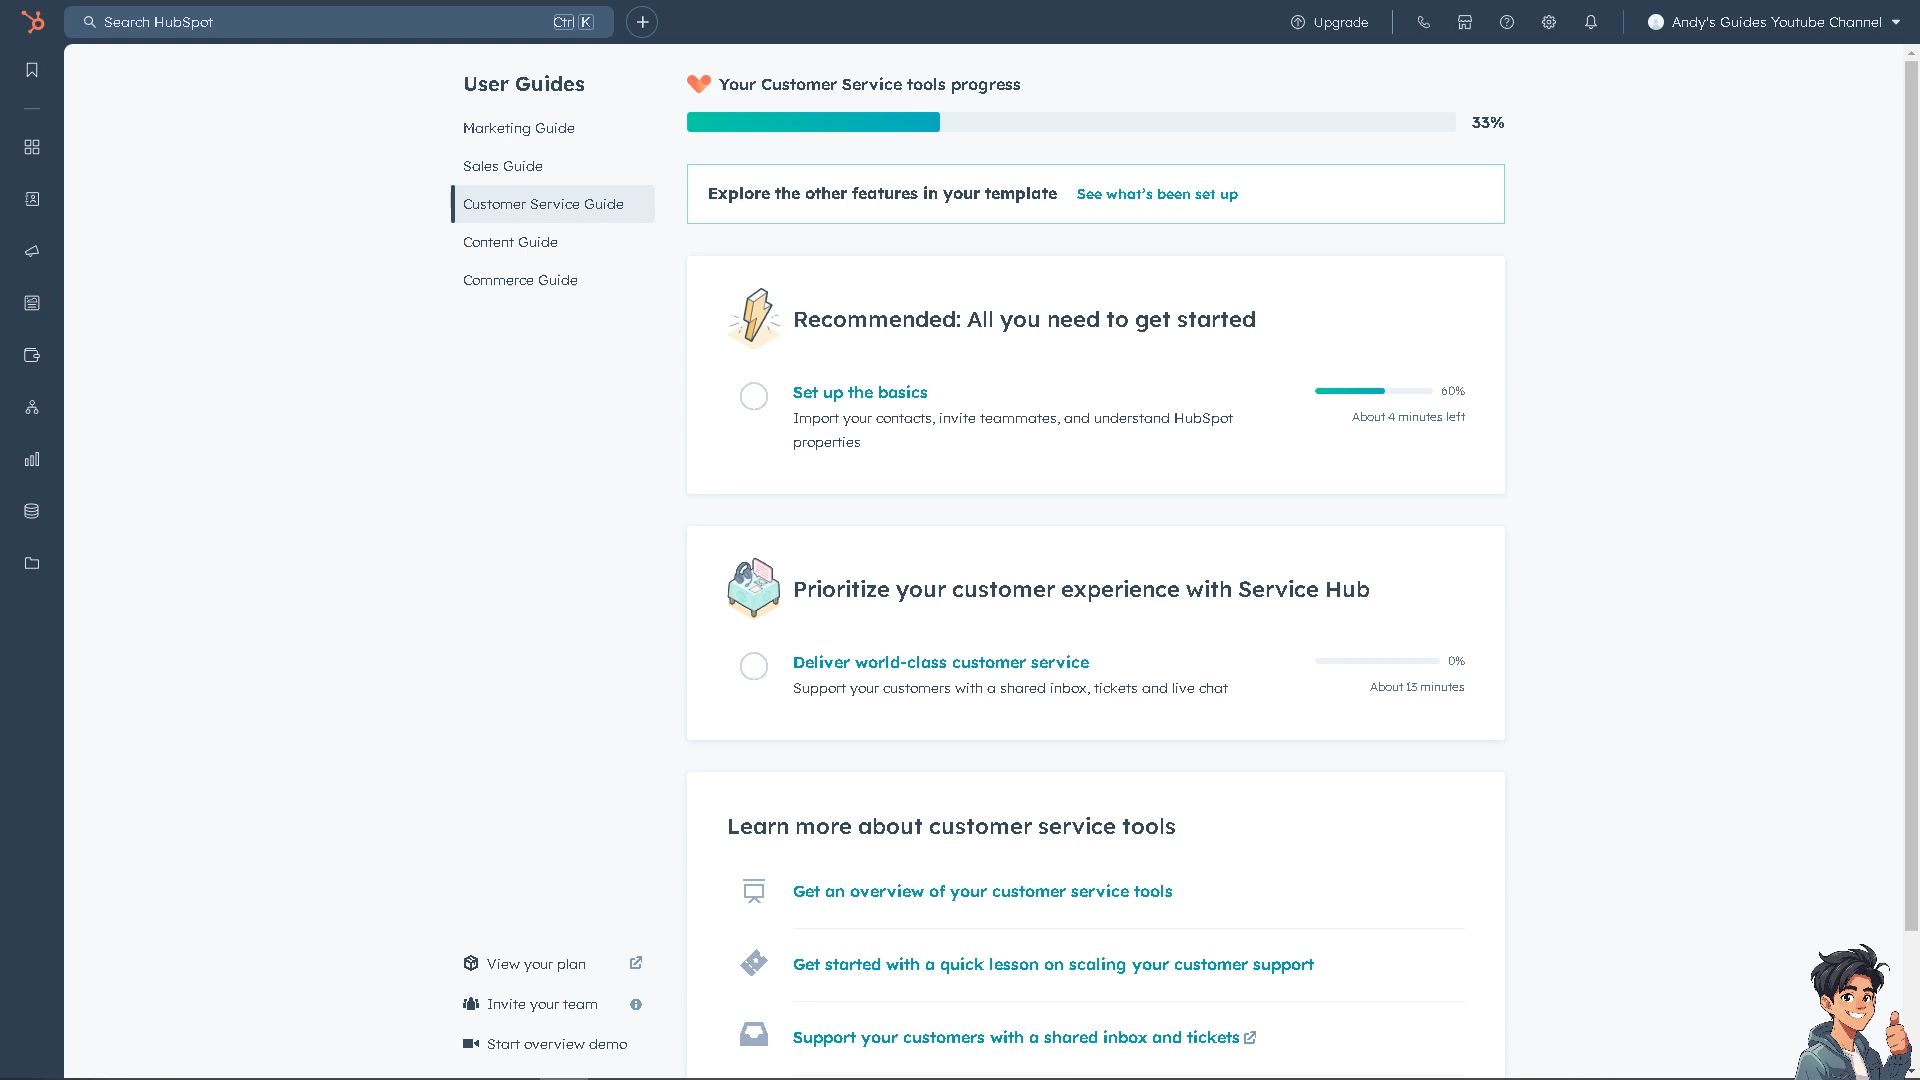 Search HubSpot
Ctrl K
Upgrade
Andy's Guides Youtube Channel
User Guides
Marketing Guide
Sales Guide
Customer Service Guide
Content Guide
Commerce Guide
View your plan
Invite your team
Start overview demo
Your Customer Service tools progress
33%
Explore the other features in your template See what's been set up
Recommended: All you need to get started
Set up the basics
60%
Import your contacts, invite teammates, and understand HubSpot
properties
About 4 minutes left
Prioritize your customer experience with Service Hub
Deliver world-class customer service
0%
Support your customers with a shared inbox, tickets and live chat
About 13 minutes
Learn more about customer service tools
Get an overview of your customer service tools
Get started with a quick lesson on scaling your customer support
Support your customers with a shared inbox and tickets